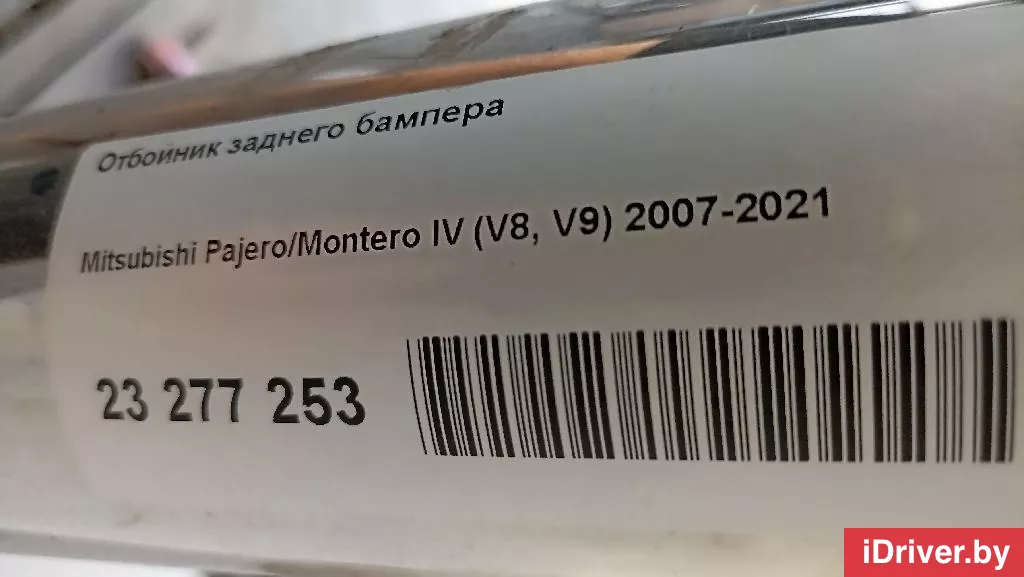 Отбойник заднего бампера
Mitsubishi Pajero/Montero IV (V8, V9) 2007-2021
23 277 253
iDriver.by